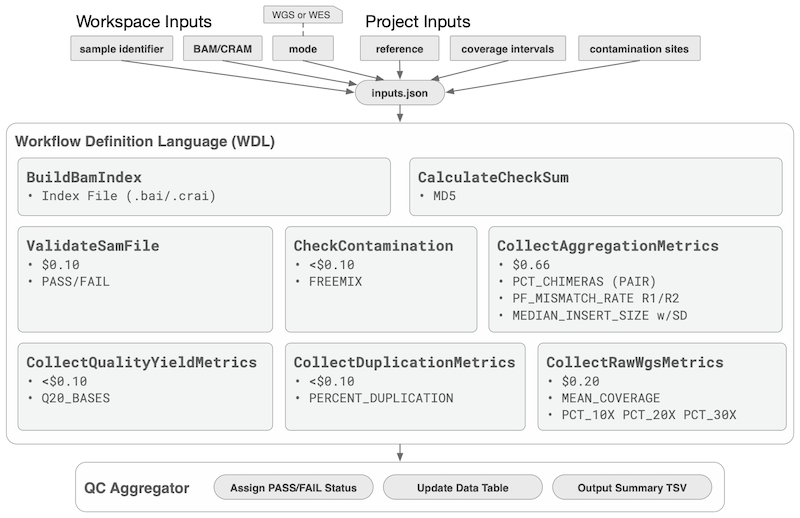 WGS or WES
Workspace Inputs
Project Inputs
sample identifier
BAM/CRAM
mode
reference
coverage intervals
contamination sites
inputs.json
Workflow Definition Language (WDL)
BuildBamIndex
• Index File (.bai/.crai)
CalculateCheckSum
• MD5
ValidateSamFile
• $0.10
• PASS/FAIL
CheckContamination
• <$0.10
• FREEMIX
CollectAggregationMetrics
• $0.66
• PCT_CHIMERAS (PAIR)
• PF_MISMATCH_RATE R1/R2
• MEDIAN_INSERT_SIZE w/SD
CollectQualityYieldMetrics
• <$0.10
• Q20_BASES
CollectDuplicationMetrics
• <$0.10
• PERCENT_DUPLICATION
CollectRawWgsMetrics
• $0.20
• MEAN_COVERAGE
• PCT_10X PCT_20X PCT_30X
QC Aggregator
Assign PASS/FAIL Status
Update Data Table
Output Summary TSV